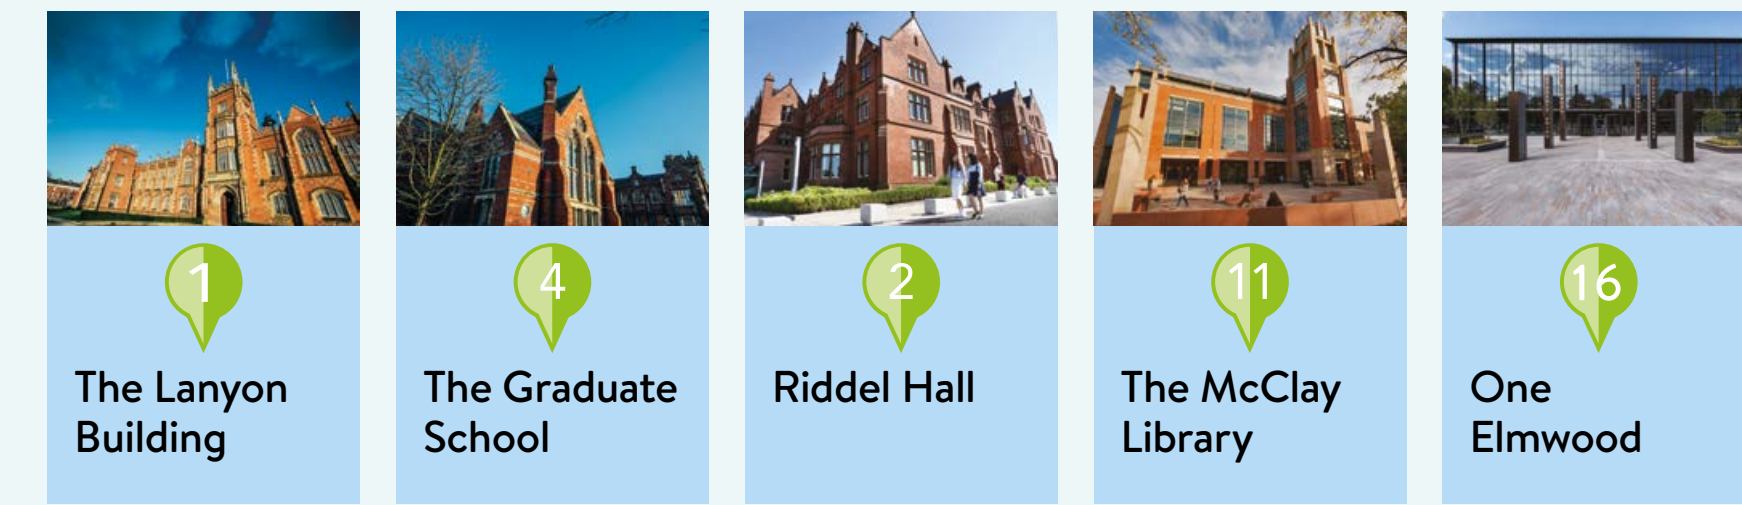 1
The Lanyon
Building
4
The Graduate
School
2
Riddel Hall
11
The McClay
Library
16
One
Elmwood